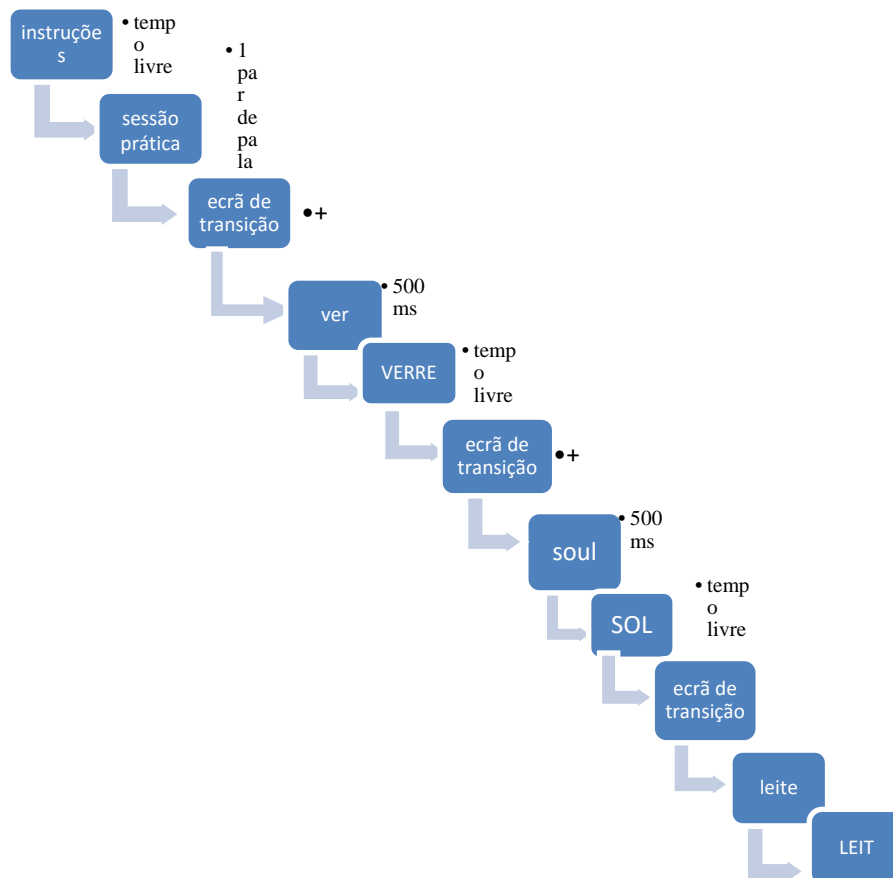 instruçõe
s
• temp
o
livre
sessão
prática
• 1
pa
r
de
pa
la
ecrã de
transição
•+
ver
• 500
ms
VERRE
• temp
o
livre
ecrã de
transição
•+
soul
• 500
ms
SOL
• temp
o
livre
ecrã de
transição
leite
LEIT